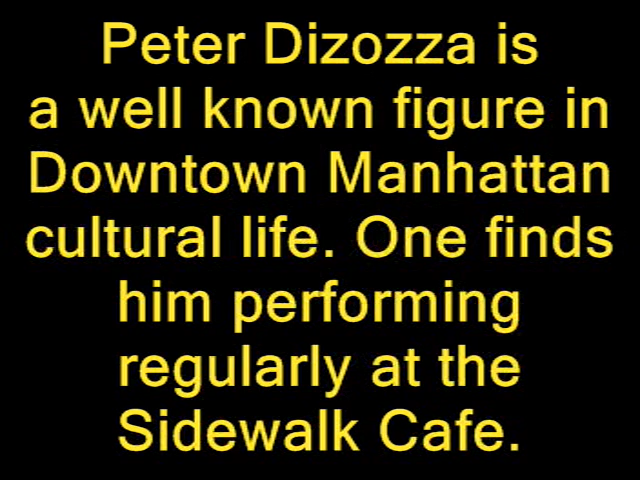 Peter Dizozza is
a well known figure in
Downtown Manhattan
cultural life. One finds
him performing
regularly at the
Sidewalk Cafe.